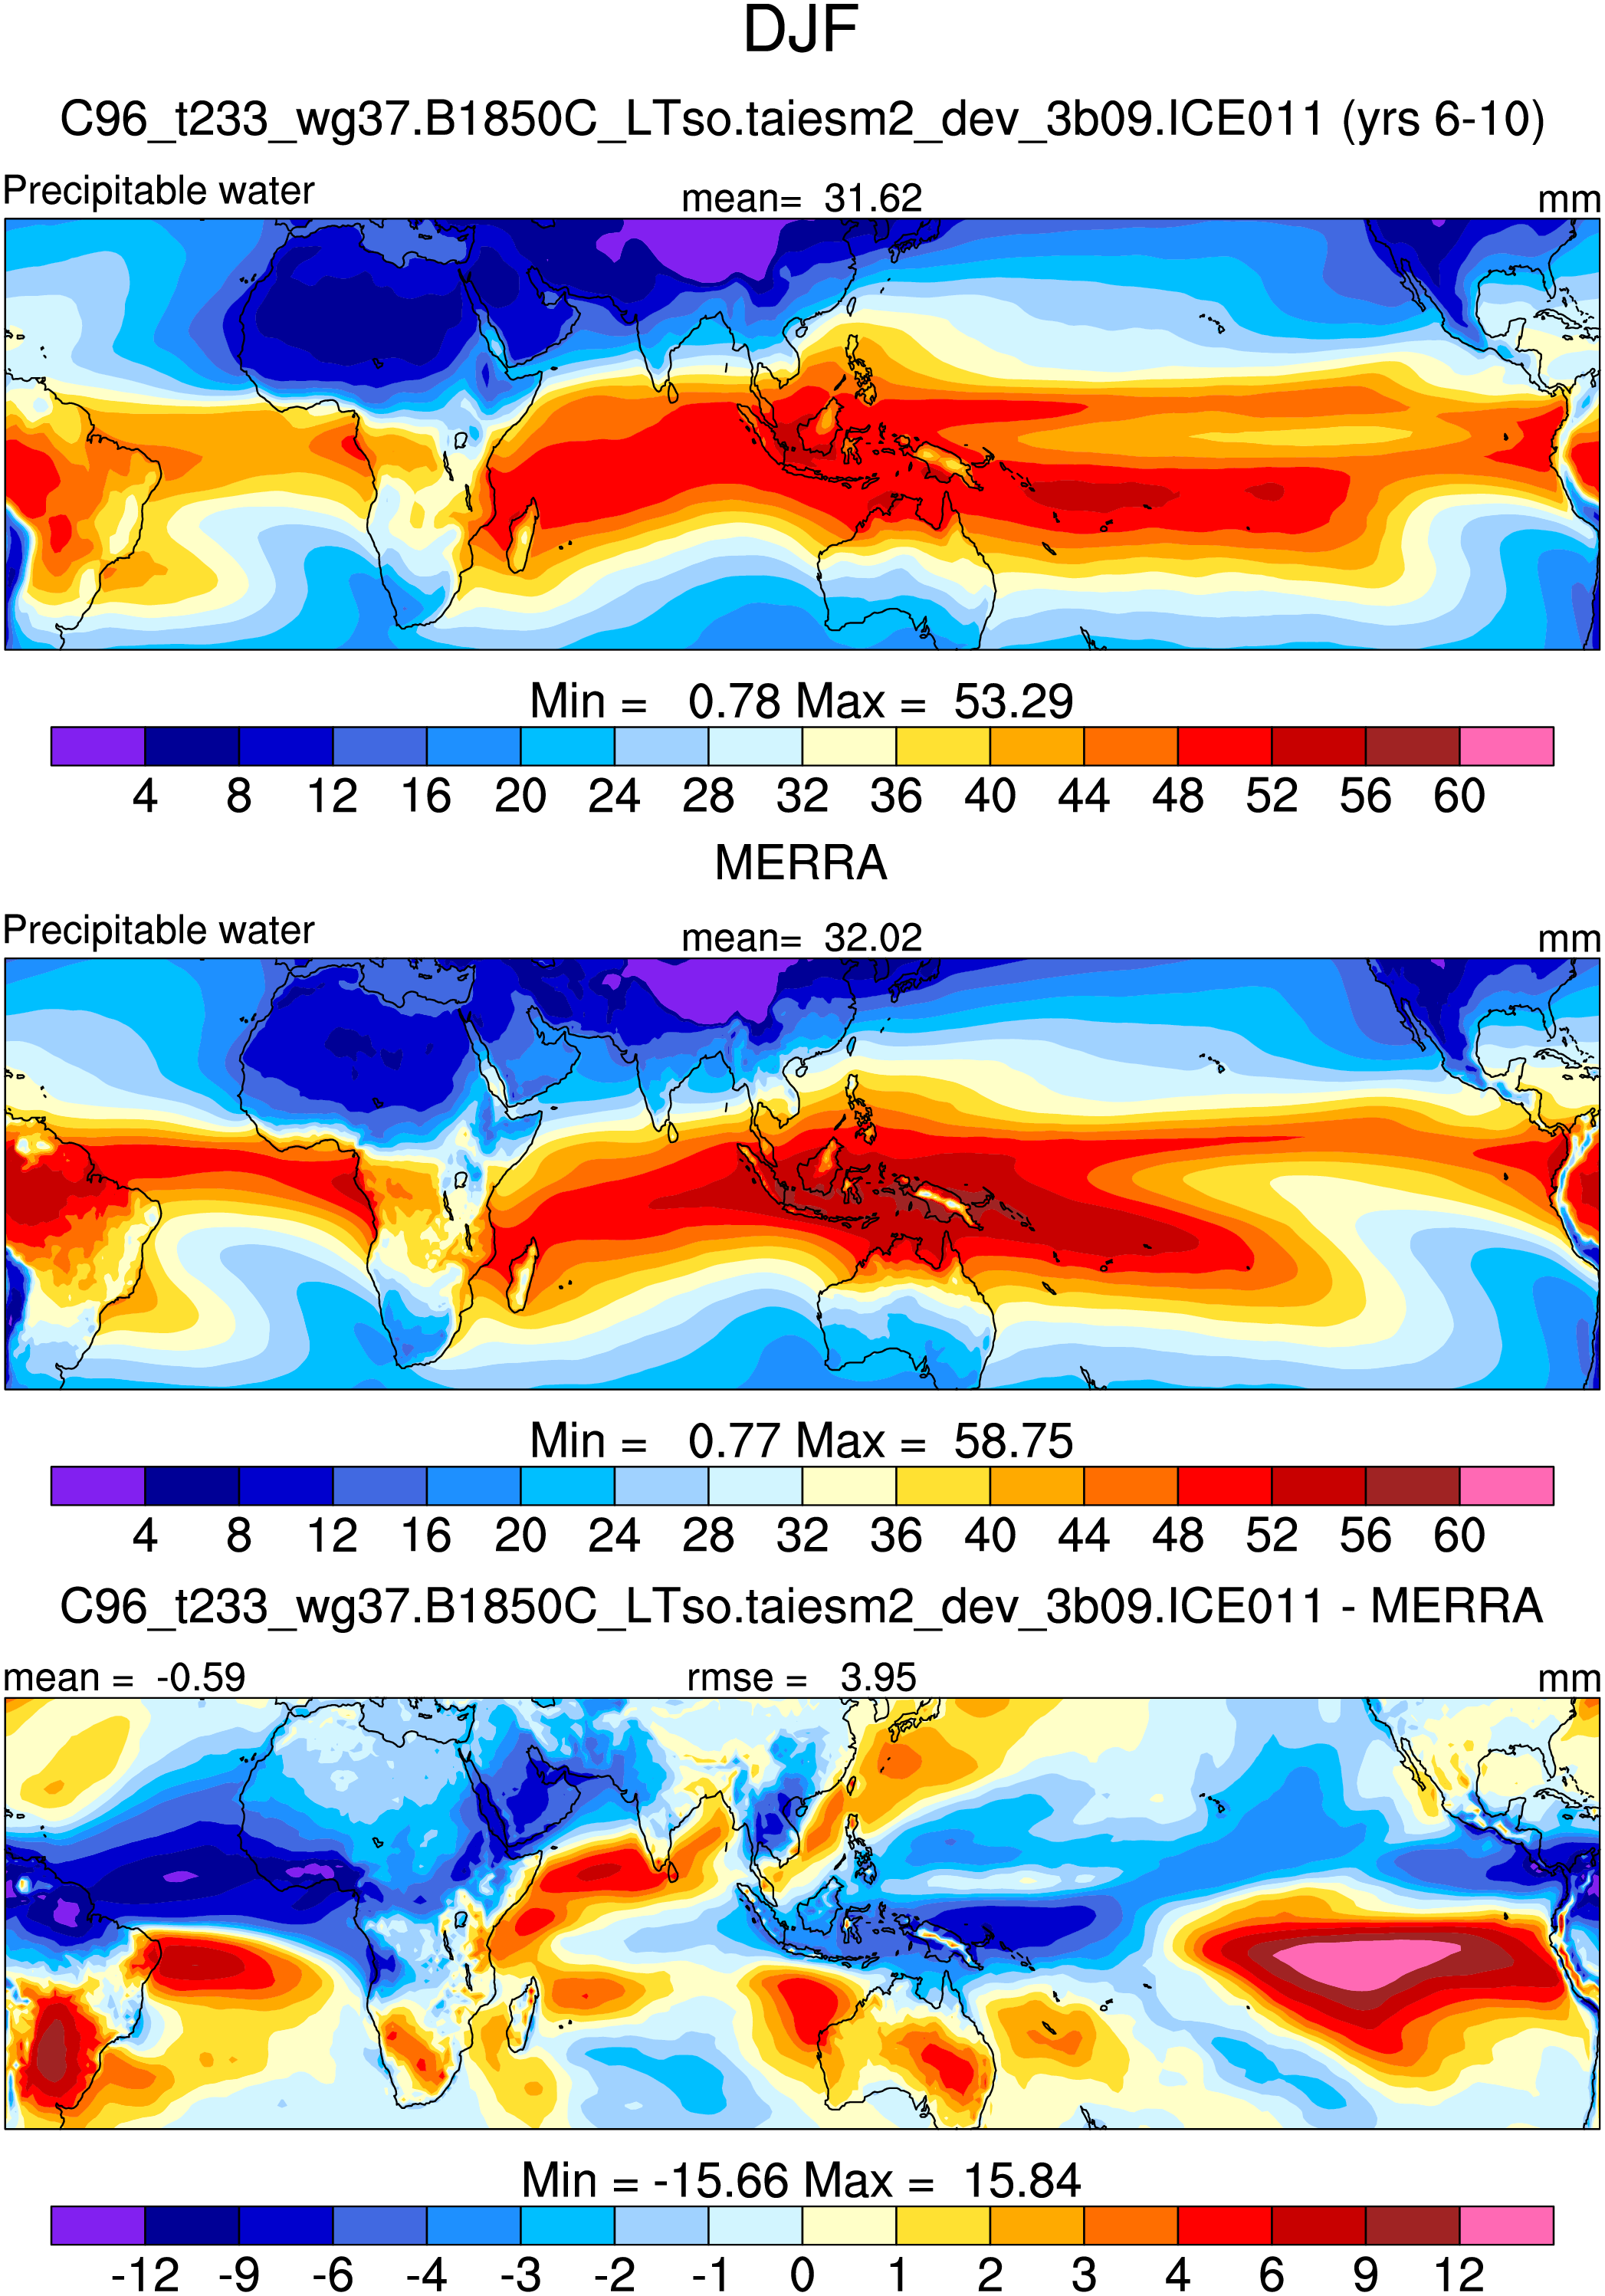 DJF
C96_t233_wg37.B1850C_LTso.taiesm2_dev_3b09.ICE011 (yrs 6-10)
Precipitable water mean= 31.62 mm
Min = 0.78 Max = 53.29
4 8 12 16 20 24 28 32 36 40 44 48 52 56 60
MERRA
Precipitable water mean= 32.02 mm
Min = 0.77 Max = 58.75
4 8 12 16 20 24 28 32 36 40 44 48 52 56 60
C96_t233_wg37.B1850C_LTso.taiesm2_dev_3b09.ICE011 - MERRA
mean = -0.59 rmse = 3.95 mm
Min = -15.66 Max = 15.84
-12 -9 -6 -4 -3 -2 -1 0 1 2 3 4 6 9 12